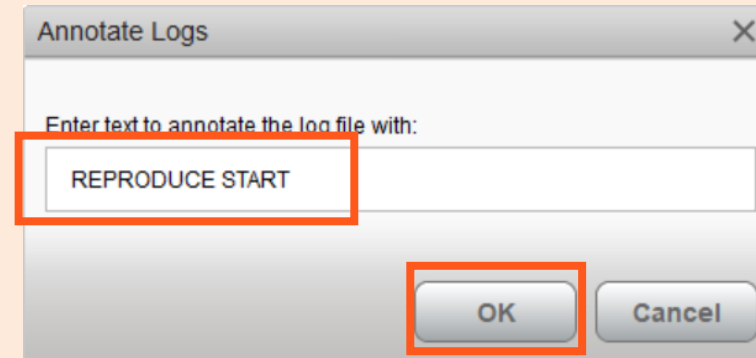 Annotate Logs
Enter text to annotate the log file with:
REPRODUCE START
OK
Cancel